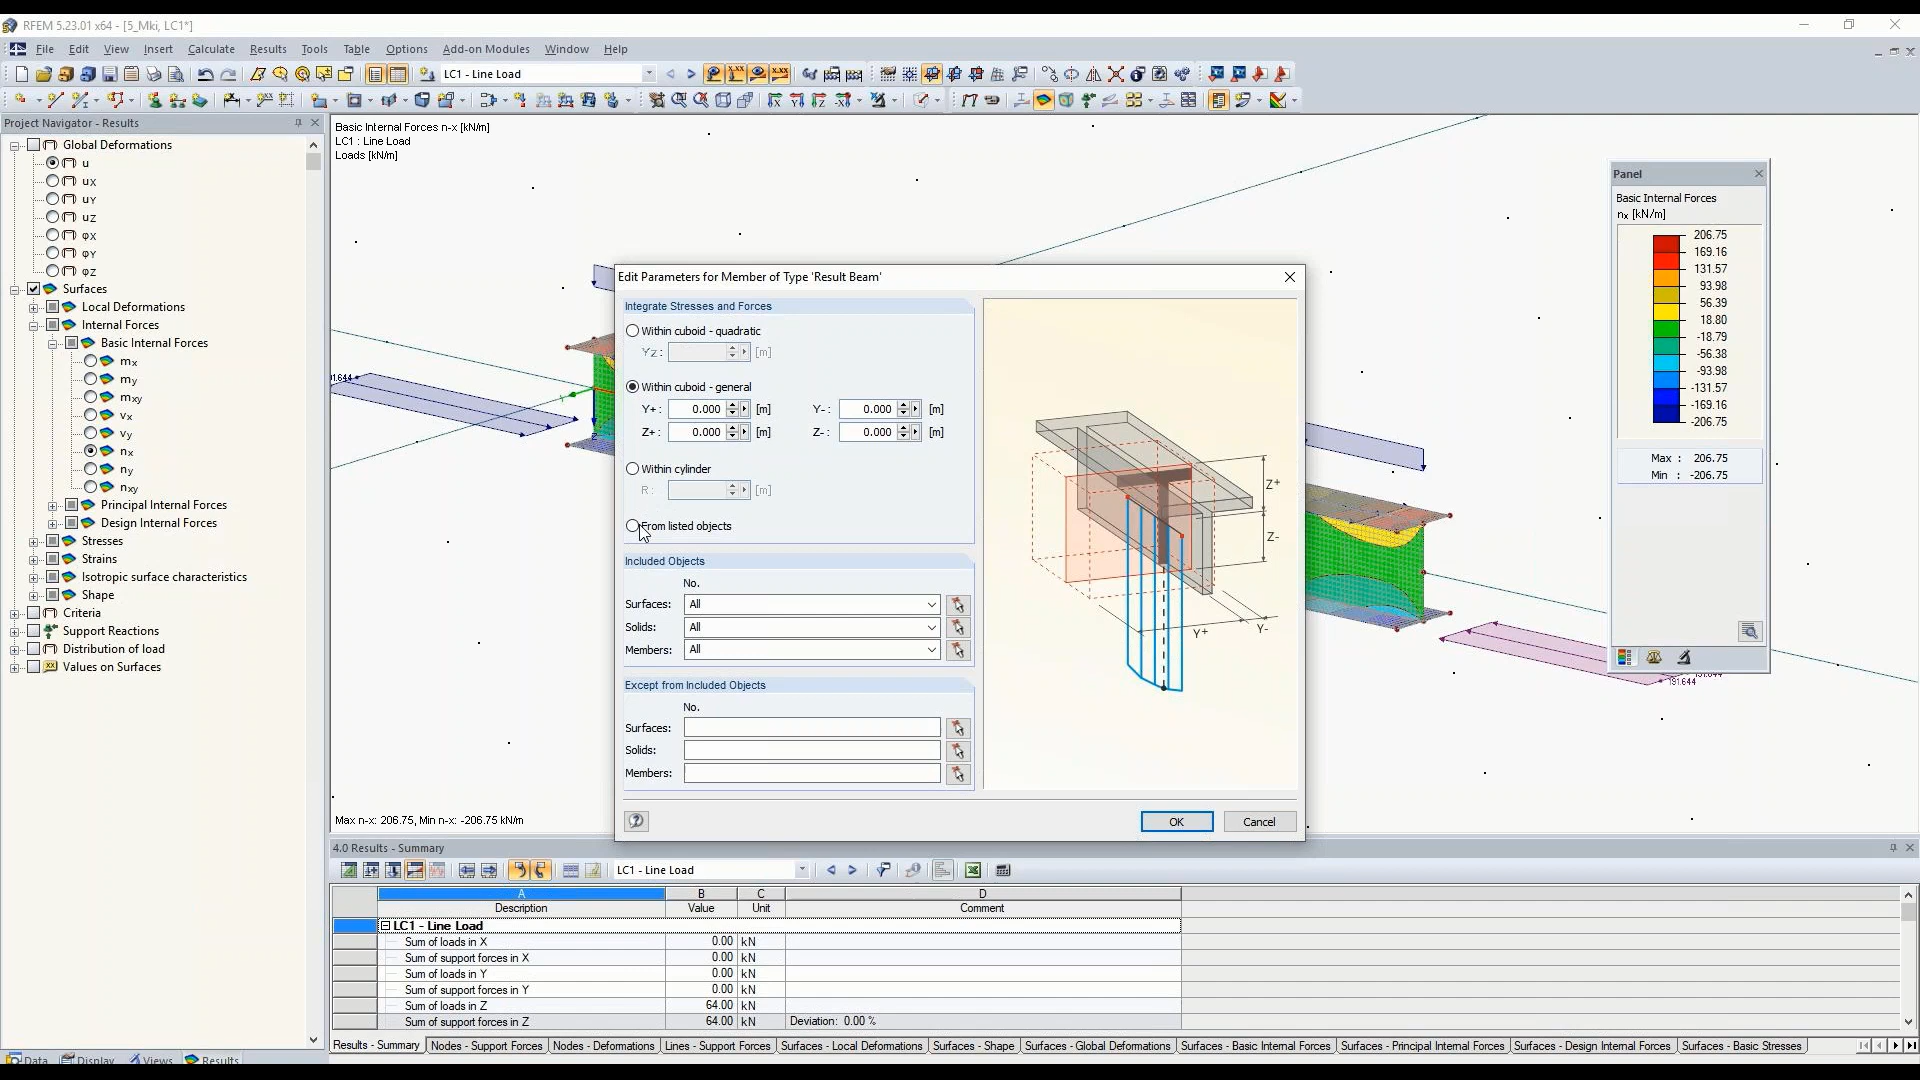 RFEM 5.23.01 x64 - [5_Mki, LC1*]
File Edit View Insert Calculate Results Tools Table Options Add-on Modules Window Help
LC1 - Line Load
Project Navigator - Results
Global Deformations
u
uX
uY
uZ
φX
φY
φZ
Surfaces
Local Deformations
Internal Forces
Basic Internal Forces
mx
my
mxy
vx
vy
nx
ny
nxy
Principal Internal Forces
Design Internal Forces
Stresses
Strains
Isotropic surface characteristics
Shape
Criteria
Support Reactions
Distribution of load
Values on Surfaces
Data Display Views Results
Basic Internal Forces n-x [kN/m]
LC1 : Line Load
Loads [kN/m]
Max n-x: 206.75, Min n-x: -206.75 kN/m
Edit Parameters for Member of Type 'Result Beam'
Integrate Stresses and Forces
Within cuboid - quadratic
YZ : [m]
Within cuboid - general
Y+ : 0.000 [m] Y- : 0.000 [m]
Z+ : 0.000 [m] Z- : 0.000 [m]
Within cylinder
R : [m]
From listed objects
Included Objects
No.
Surfaces: All
Solids: All
Members: All
Except from Included Objects
No.
Surfaces:
Solids:
Members:
Z+
Z-
Y+
Y-
OK Cancel
Panel
Basic Internal Forces
nx [kN/m]
206.75
169.16
131.57
93.98
56.39
18.80
-18.79
-56.38
-93.98
-131.57
-169.16
-206.75
Max : 206.75
Min : -206.75
191.644
4.0 Results - Summary
LC1 - Line Load
A B C D
Description Value Unit Comment
LC1 - Line Load
Sum of loads in X 0.00 kN
Sum of support forces in X 0.00 kN
Sum of loads in Y 0.00 kN
Sum of support forces in Y 0.00 kN
Sum of loads in Z 64.00 kN
Sum of support forces in Z 64.00 kN Deviation: 0.00 %
Results - Summary Nodes - Support Forces Nodes - Deformations Lines - Support Forces Surfaces - Local Deformations Surfaces - Shape Surfaces - Global Deformations Surfaces - Basic Internal Forces Surfaces - Principal Internal Forces Surfaces - Design Internal Forces Surfaces - Basic Stresses